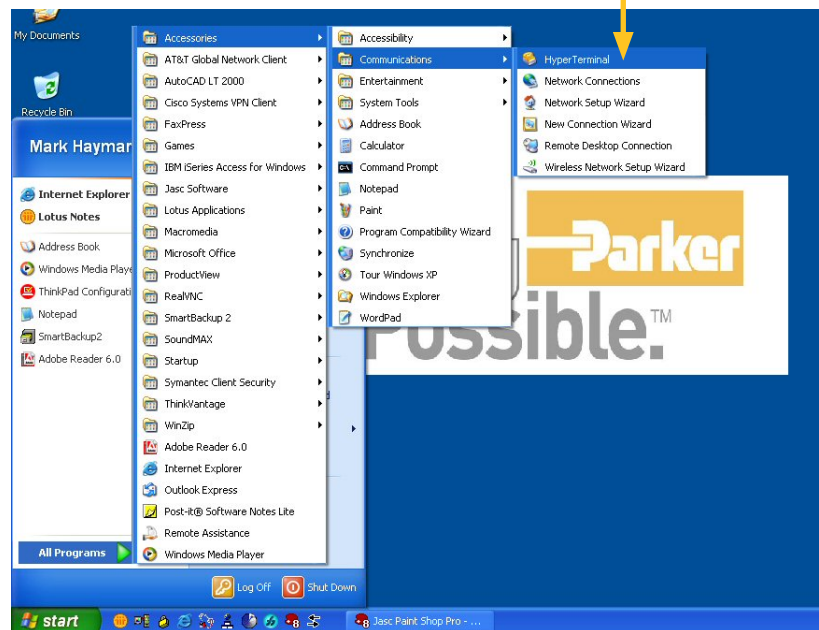 My Documents
Recycle Bin
Mark Haymar
Internet Explorer
Lotus Notes
Address Book
Windows Media Playe
ThinkPad Configurati
Notepad
SmartBackup2
Adobe Reader 6.0
All Programs
Accessories
AT&T Global Network Client
AutoCAD LT 2000
Cisco Systems VPN Client
FaxPress
Games
IBM iSeries Access for Windows
Jasc Software
Lotus Applications
Macromedia
Microsoft Office
ProductView
RealVNC
SmartBackup 2
SoundMAX
Startup
Symantec Client Security
ThinkVantage
WinZip
Adobe Reader 6.0
Internet Explorer
Outlook Express
Post-it® Software Notes Lite
Remote Assistance
Windows Media Player
Accessibility
Communications
Entertainment
System Tools
Address Book
Calculator
Command Prompt
Notepad
Paint
Program Compatibility Wizard
Synchronize
Tour Windows XP
Windows Explorer
WordPad
HyperTerminal
Network Connections
Network Setup Wizard
New Connection Wizard
Remote Desktop Connection
Wireless Network Setup Wizard
Parker
Possible.™
Log Off
Shut Down
start
Jasc Paint Shop Pro - ...